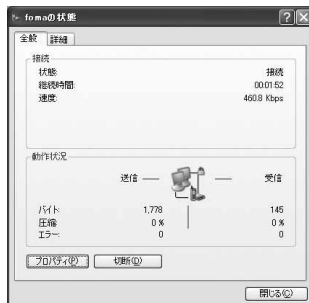 fomaの状態
全般 詳細
接続
状態: 接続
継続時間: 00:01:52
速度: 460.8 Kbps
動作状況
送信 — — 受信
バイト: 1,778 145
圧縮: 0 % 0 %
エラー: 0 0
プロパティ(P) 切断(D)
閉じる(C)